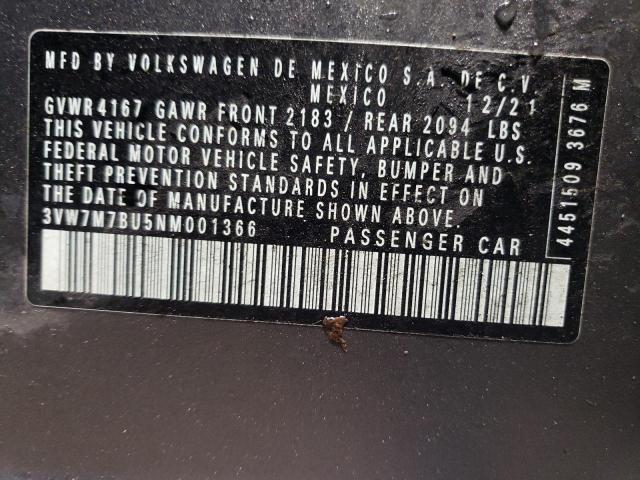 MFD BY VOLKSWAGEN DE MEXICO S.A. DE C.V.
MEXICO 12/21
GVWR 4167 GAWR FRONT 2183 / REAR 2094 LBS
THIS VEHICLE CONFORMS TO ALL APPLICABLE U.S.
FEDERAL MOTOR VEHICLE SAFETY, BUMPER AND
THEFT PREVENTION STANDARDS IN EFFECT ON
THE DATE OF MANUFACTURE SHOWN ABOVE.
3VW7M7BU5NM001366 PASSENGER CAR
4451509 3676 M